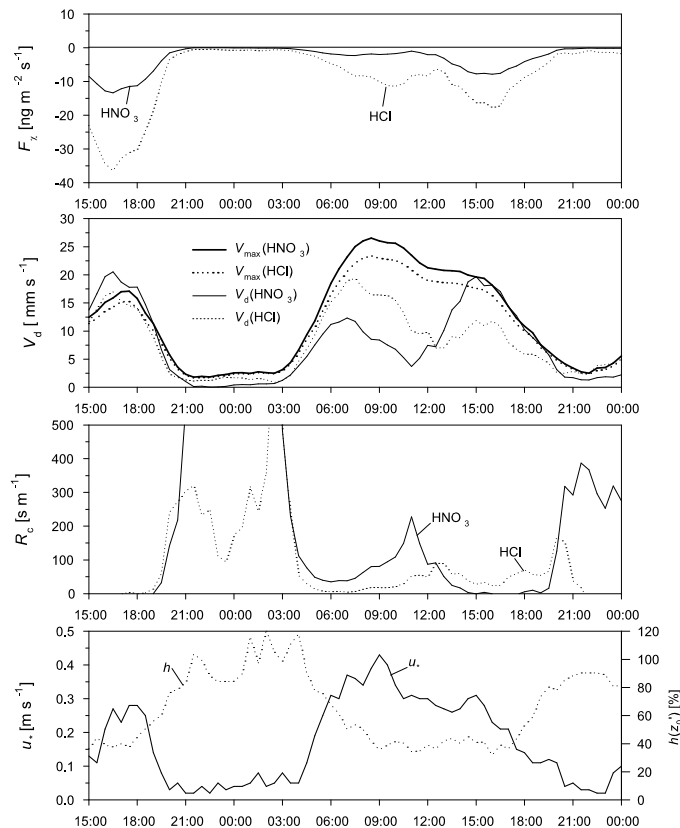 10
0
-10
-20
-30
-40
F χ [ng m⁻² s⁻¹]
HNO₃
HCl
15:00 18:00 21:00 00:00 03:00 06:00 09:00 12:00 15:00 18:00 21:00 00:00
30
25
20
15
10
5
0
V d [ mm s⁻¹]
V max (HNO₃)
V max (HCl)
V d (HNO₃)
V d (HCl)
15:00 18:00 21:00 00:00 03:00 06:00 09:00 12:00 15:00 18:00 21:00 00:00
500
400
300
200
100
0
R c [s m⁻¹]
HNO₃
HCl
15:00 18:00 21:00 00:00 03:00 06:00 09:00 12:00 15:00 18:00 21:00 00:00
0,5
0.4
0.3
0.2
0.1
0.0
u* [m s⁻¹]
h
u*
120
100
80
60
40
20
0
h(z₀') [%]
15:00 18:00 21:00 00:00 03:00 06:00 09:00 12:00 15:00 18:00 21:00 00:00